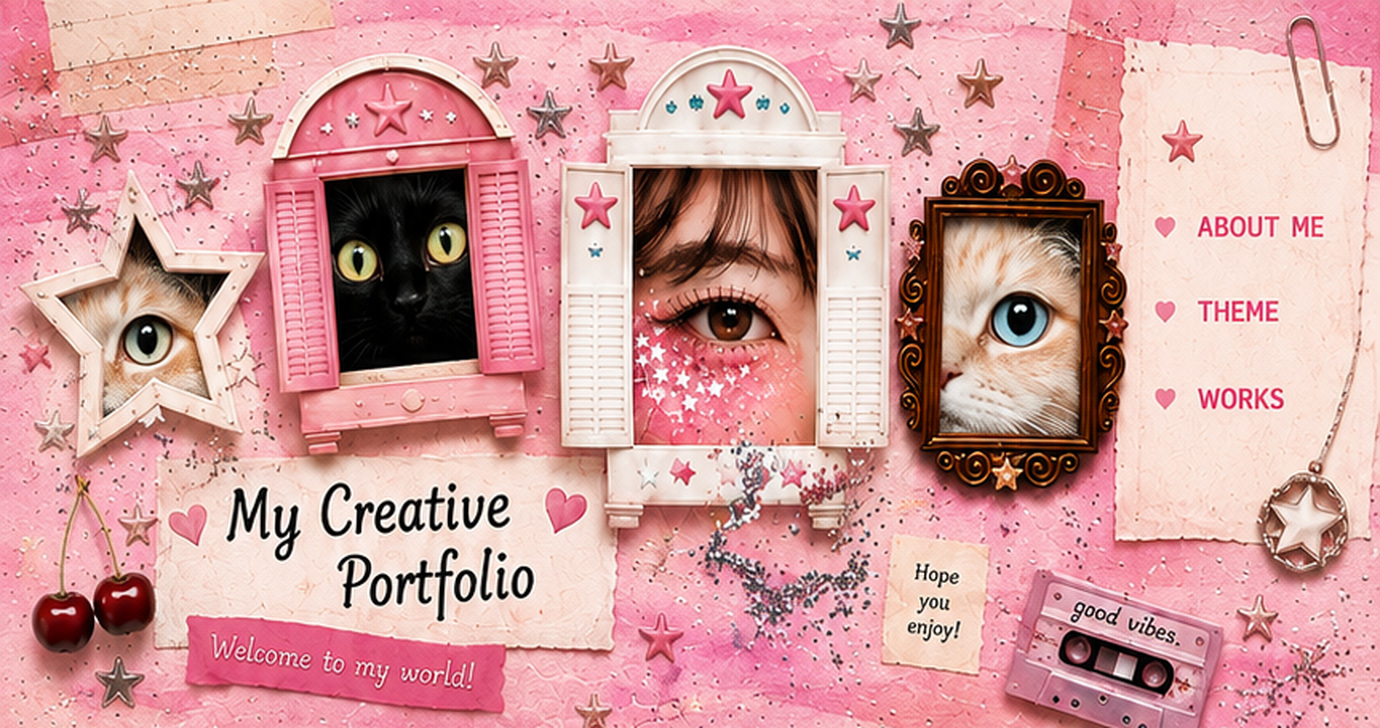 ABOUT ME
THEME
WORKS
My Creative
Portfolio
Welcome to my world!
Hope
you
enjoy!
good vibes.